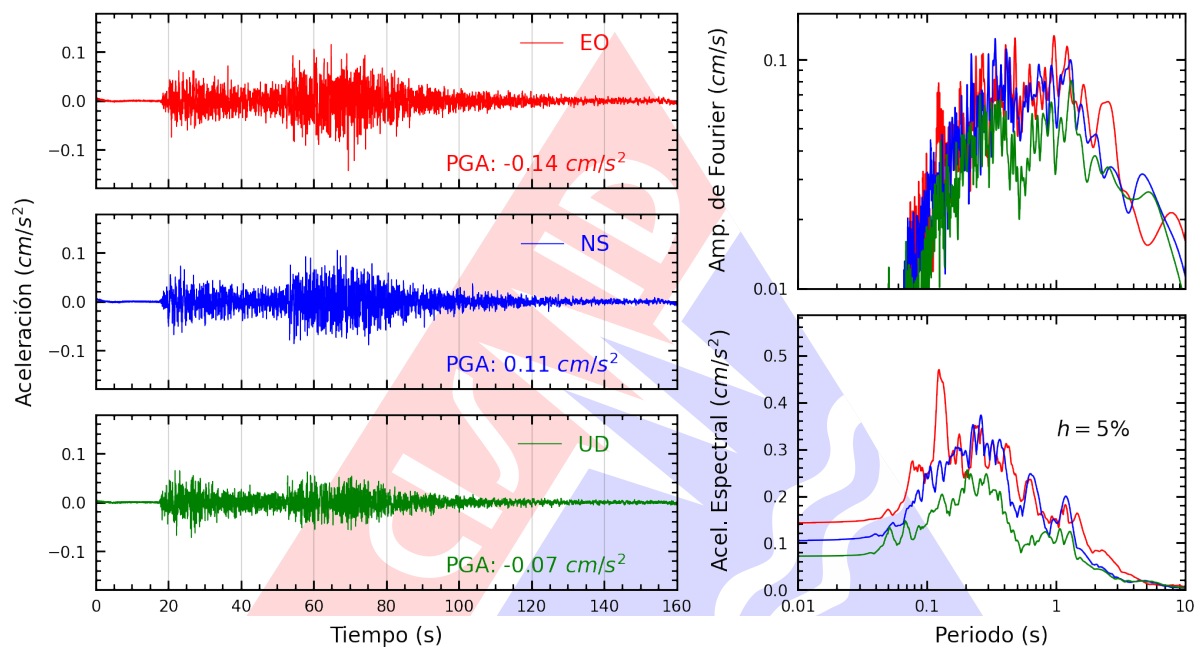 Aceleración (cm/s²)
0.1
0.0
−0.1
EO
PGA: -0.14 cm/s²
0.1
0.0
−0.1
NS
PGA: 0.11 cm/s²
0.1
0.0
−0.1
UD
PGA: -0.07 cm/s²
0 20 40 60 80 100 120 140 160
Tiempo (s)
Amp. de Fourier (cm/s)
0.1
0.01
Acel. Espectral (cm/s²)
0.5
0.4
0.3
0.2
0.1
0.0
h = 5%
0.01 0.1 1 10
Periodo (s)
CISMID